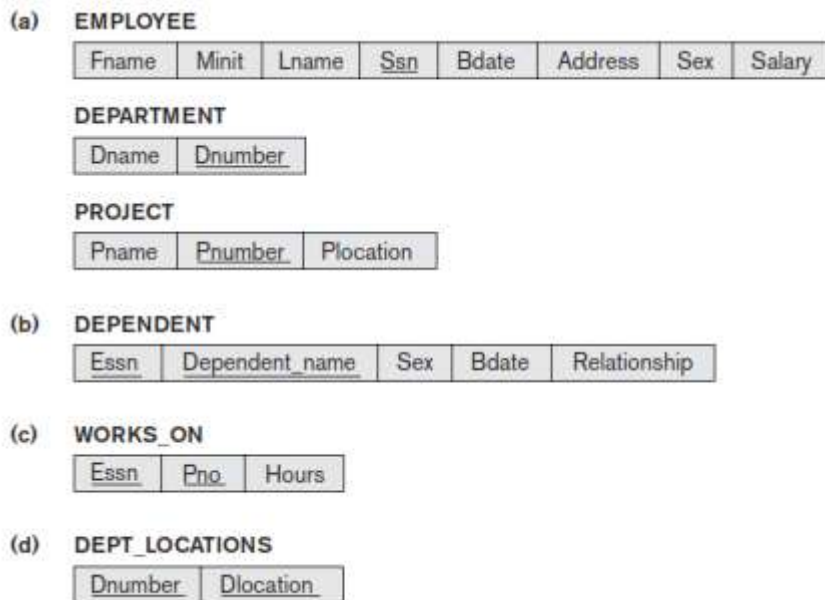 (a) EMPLOYEE
Fname Minit Lname Ssn Bdate Address Sex Salary
DEPARTMENT
Dname Dnumber
PROJECT
Pname Pnumber Plocation
(b) DEPENDENT
Essn Dependent_name Sex Bdate Relationship
(c) WORKS_ON
Essn Pno Hours
(d) DEPT_LOCATIONS
Dnumber Dlocation